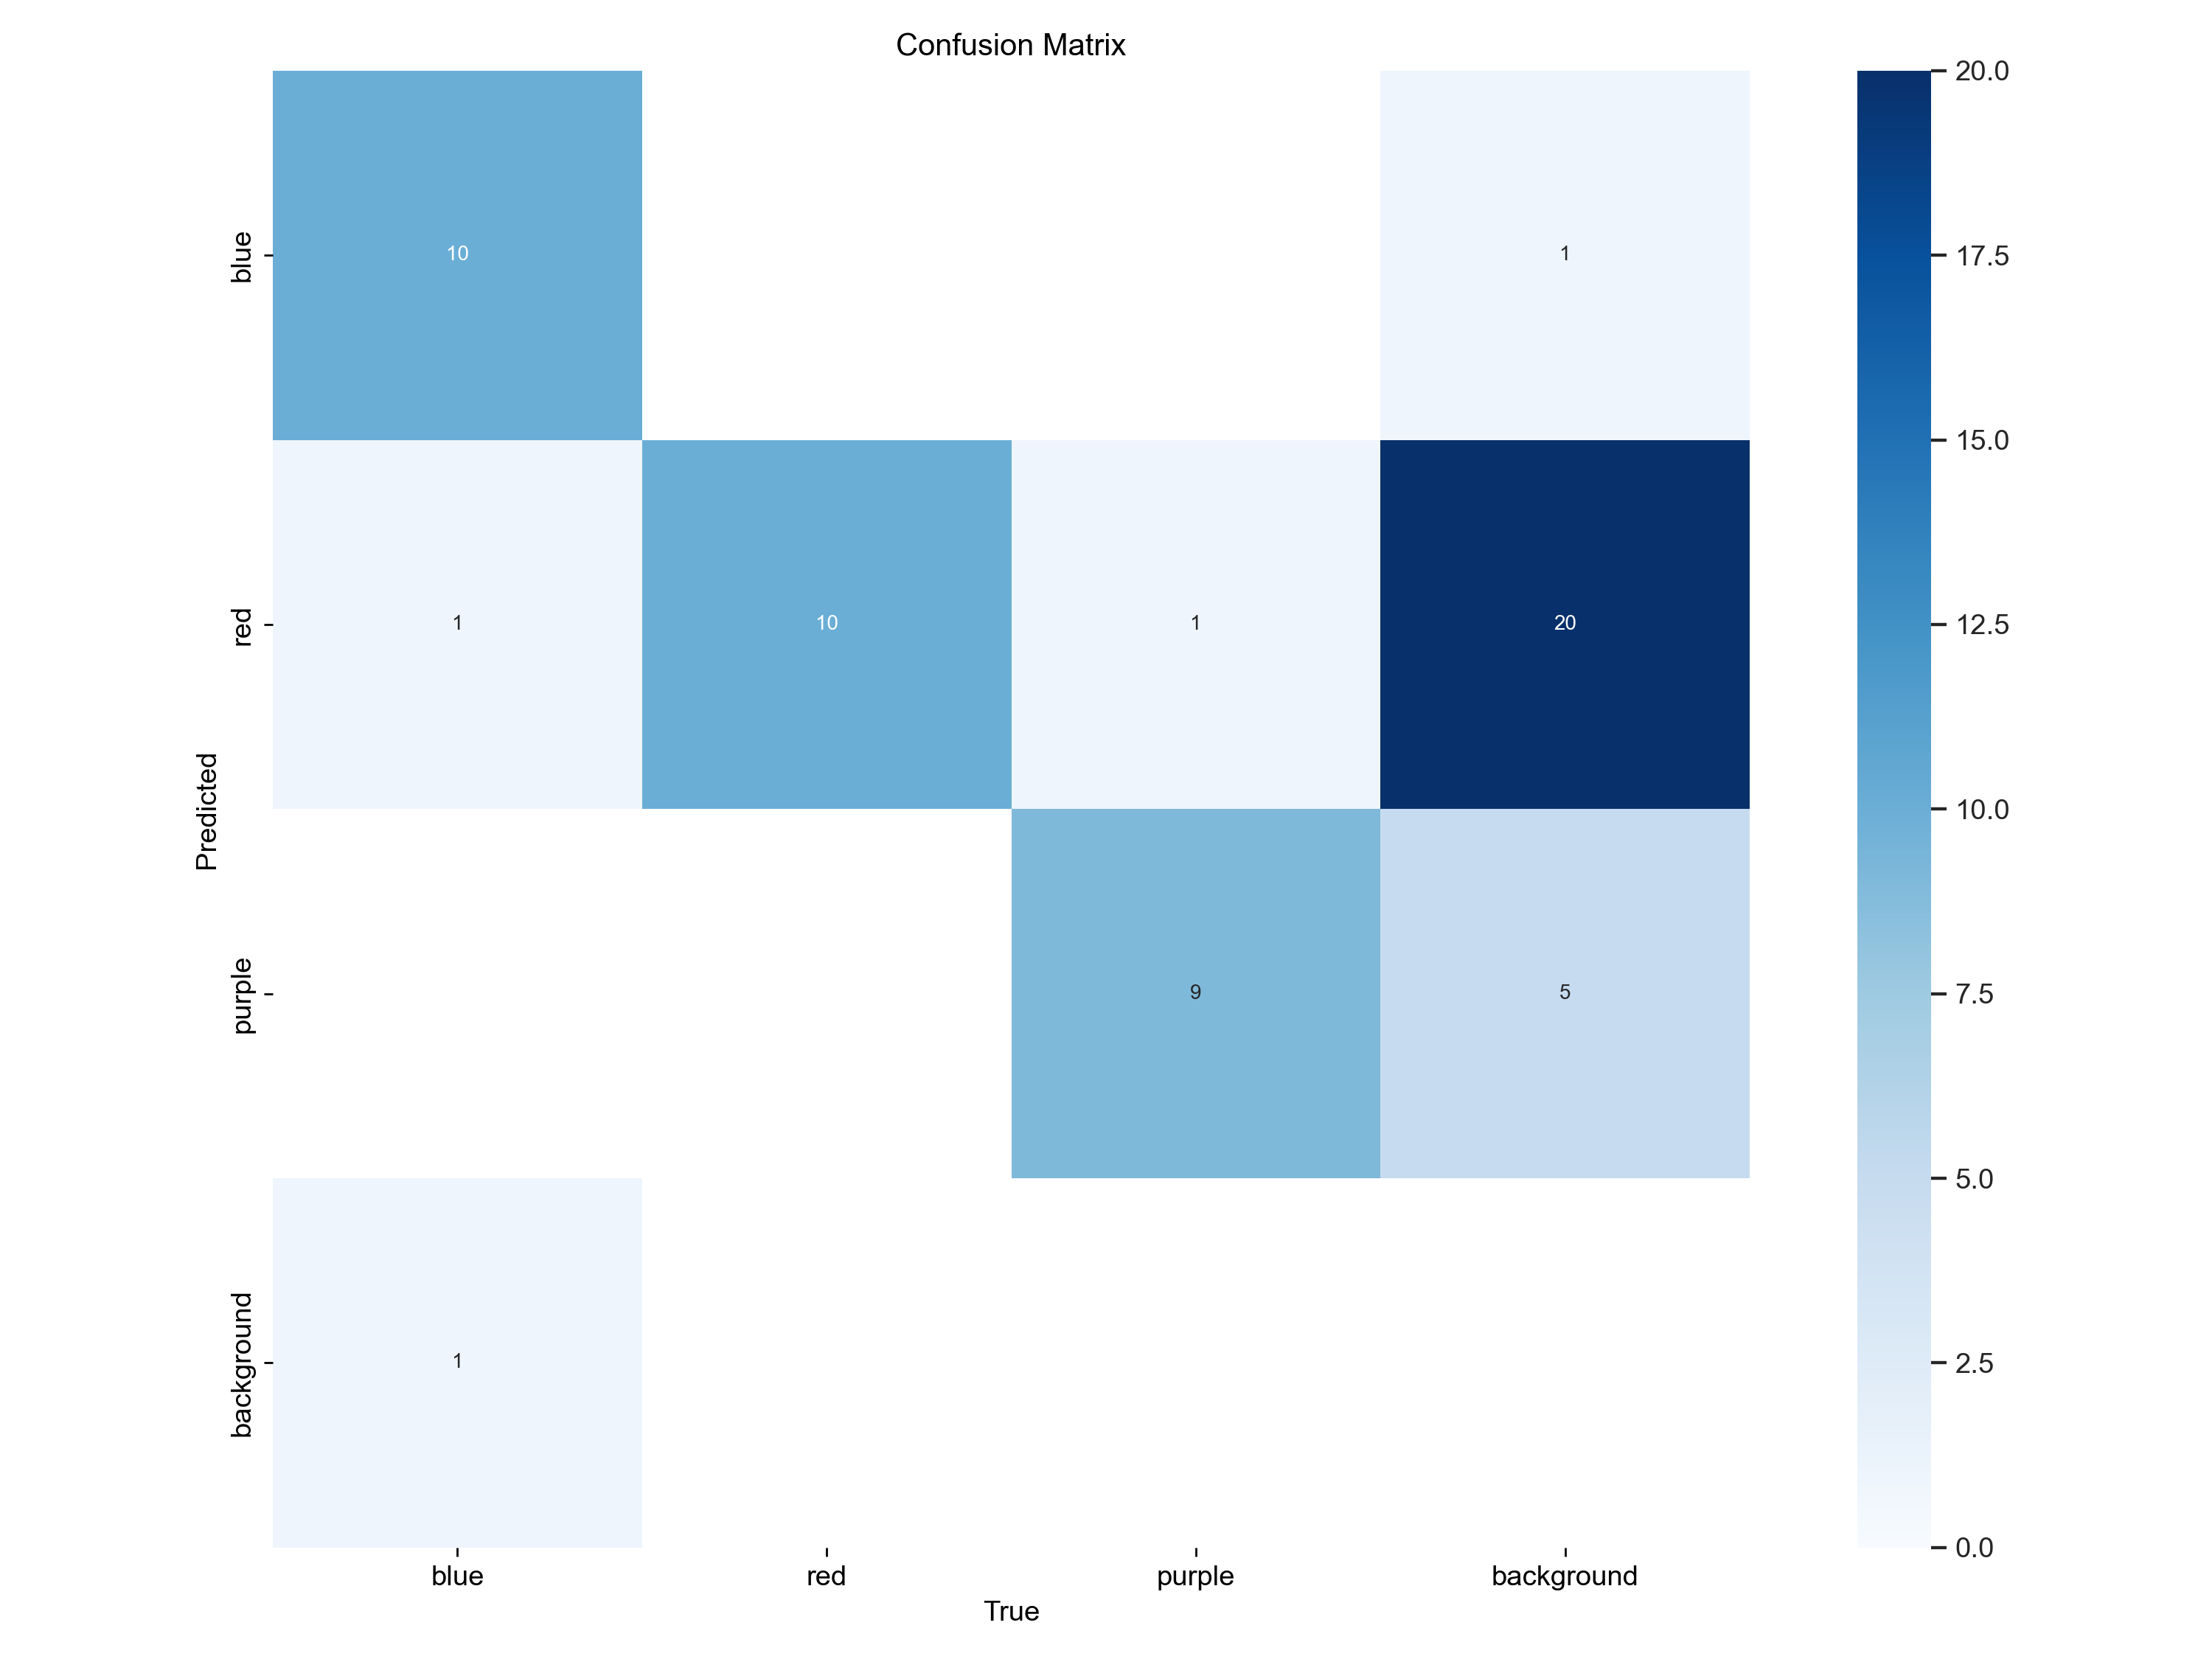 Confusion Matrix
blue
10
1
red
1
10
1
20
Predicted
purple
9
5
background
1
blue red purple background
True
20.0
17.5
15.0
12.5
10.0
7.5
5.0
2.5
0.0